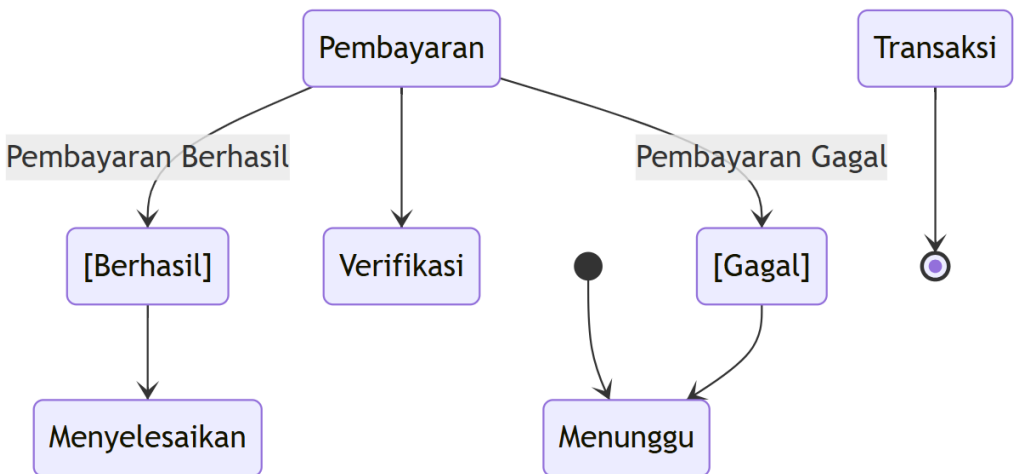 Pembayaran
Transaksi
Pembayaran Berhasil
Pembayaran Gagal
[Berhasil]
Verifikasi
[Gagal]
Menyelesaikan
Menunggu